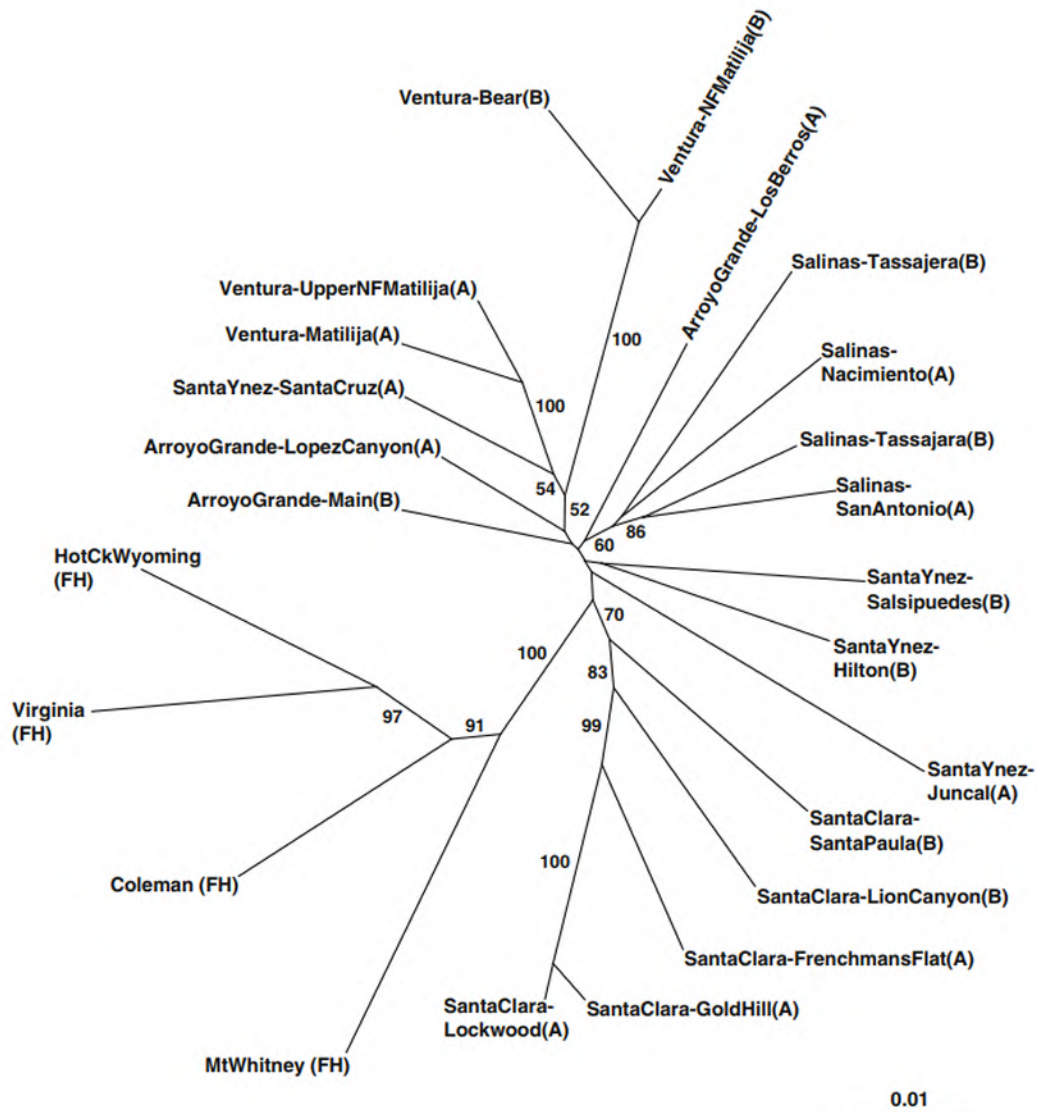 Ventura-NFMatilija(B)
Ventura-Bear(B)
ArroyoGrande-LosBerros(A)
Salinas-Tassajera(B)
Ventura-UpperNFMatilija(A)
Ventura-Matilija(A)
100
Salinas-
Nacimiento(A)
SantaYnez-SantaCruz(A)
100
ArroyoGrande-LopezCanyon(A)
Salinas-Tassajara(B)
ArroyoGrande-Main(B)
54
52
Salinas-
SanAntonio(A)
86
60
HotCkWyoming
(FH)
SantaYnez-
Salsipuedes(B)
70
SantaYnez-
Hilton(B)
100
83
Virginia
(FH)
97
91
99
SantaYnez-
Juncal(A)
SantaClara-
SantaPaula(B)
100
Coleman (FH)
SantaClara-LionCanyon(B)
SantaClara-FrenchmansFlat(A)
SantaClara-
Lockwood(A)
SantaClara-GoldHill(A)
MtWhitney (FH)
0.01